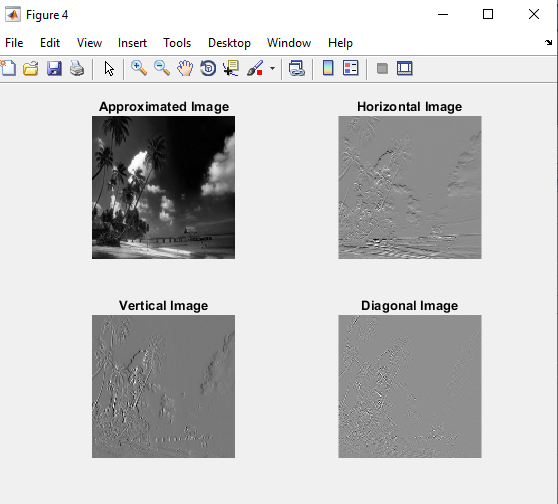 Figure 4
File Edit View Insert Tools Desktop Window Help
Approximated Image Horizontal Image
Vertical Image Diagonal Image